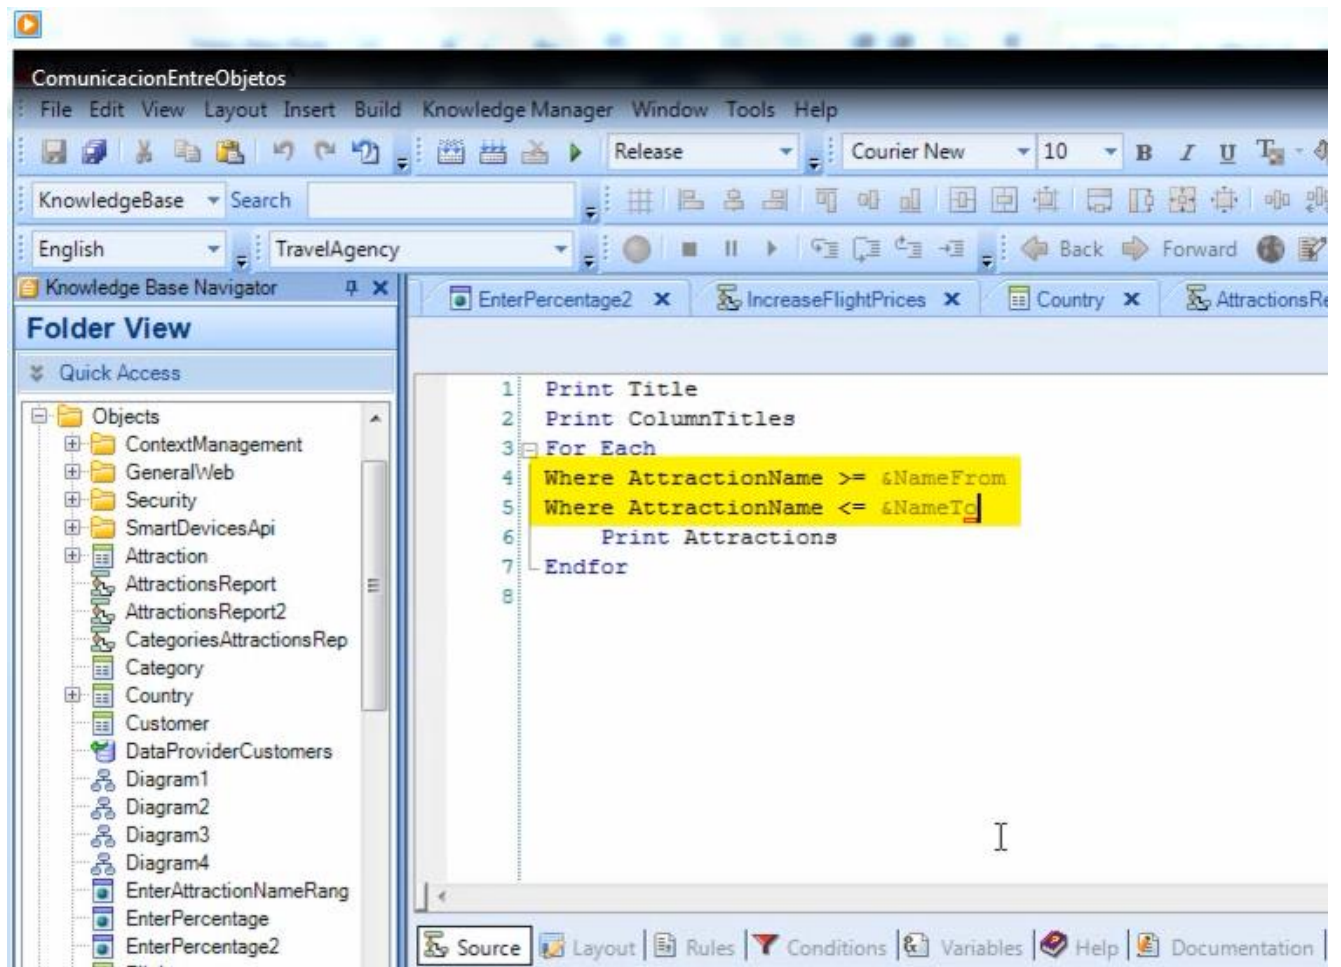 ComunicacionEntreObjetos
File Edit View Layout Insert Build Knowledge Manager Window Tools Help
Release Courier New 10 B I U T
KnowledgeBase Search
English TravelAgency Back Forward
Knowledge Base Navigator
EnterPercentage2 IncreaseFlightPrices Country AttractionsRe
Folder View
Quick Access
Objects
ContextManagement
GeneralWeb
Security
SmartDevicesApi
Attraction
AttractionsReport
AttractionsReport2
CategoriesAttractionsRep
Category
Country
Customer
DataProviderCustomers
Diagram1
Diagram2
Diagram3
Diagram4
EnterAttractionNameRang
EnterPercentage
EnterPercentage2
1 Print Title
2 Print ColumnTitles
3 For Each
4 Where AttractionName >= &NameFrom
5 Where AttractionName <= &NameTo
6 Print Attractions
7 Endfor
8
Source Layout Rules Conditions Variables Help Documentation